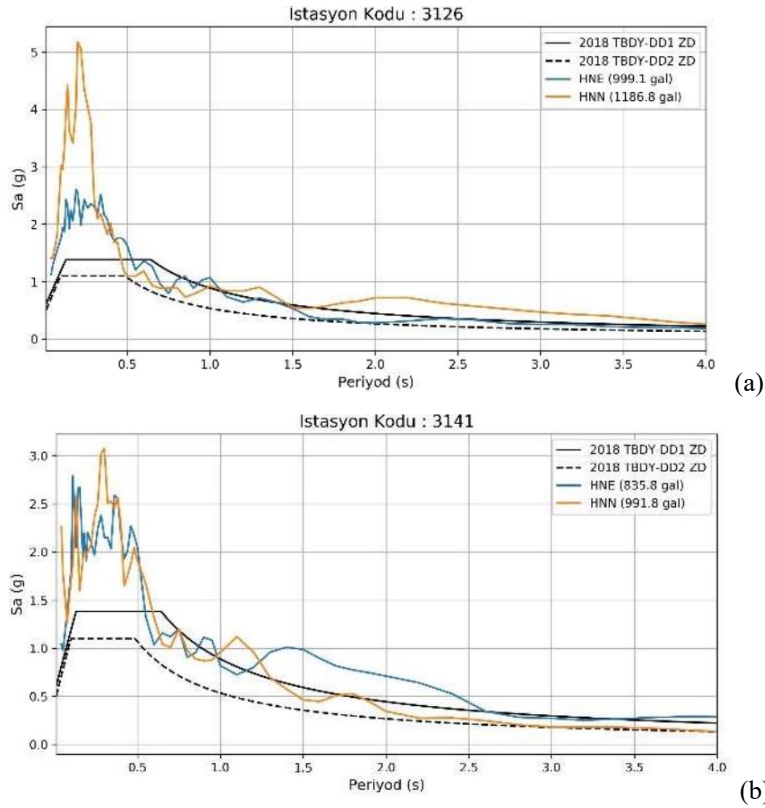 İstasyon Kodu : 3126
2018 TBDY-DD1 ZD
2018 TBDY-DD2 ZD
HNE (999.1 gal)
HNN (1186.8 gal)
Sa (g)
5
4
3
2
1
0
0.5 1.0 1.5 2.0 2.5 3.0 3.5 4.0
Periyod (s)
(a)
İstasyon Kodu : 3141
2018 TBDY-DD1 ZD
2018 TBDY-DD2 ZD
HNE (835.8 gal)
HNN (991.8 gal)
Sa (g)
3.0
2.5
2.0
1.5
1.0
0.5
0.0
0.5 1.0 1.5 2.0 2.5 3.0 3.5 4.0
Periyod (s)
(b)